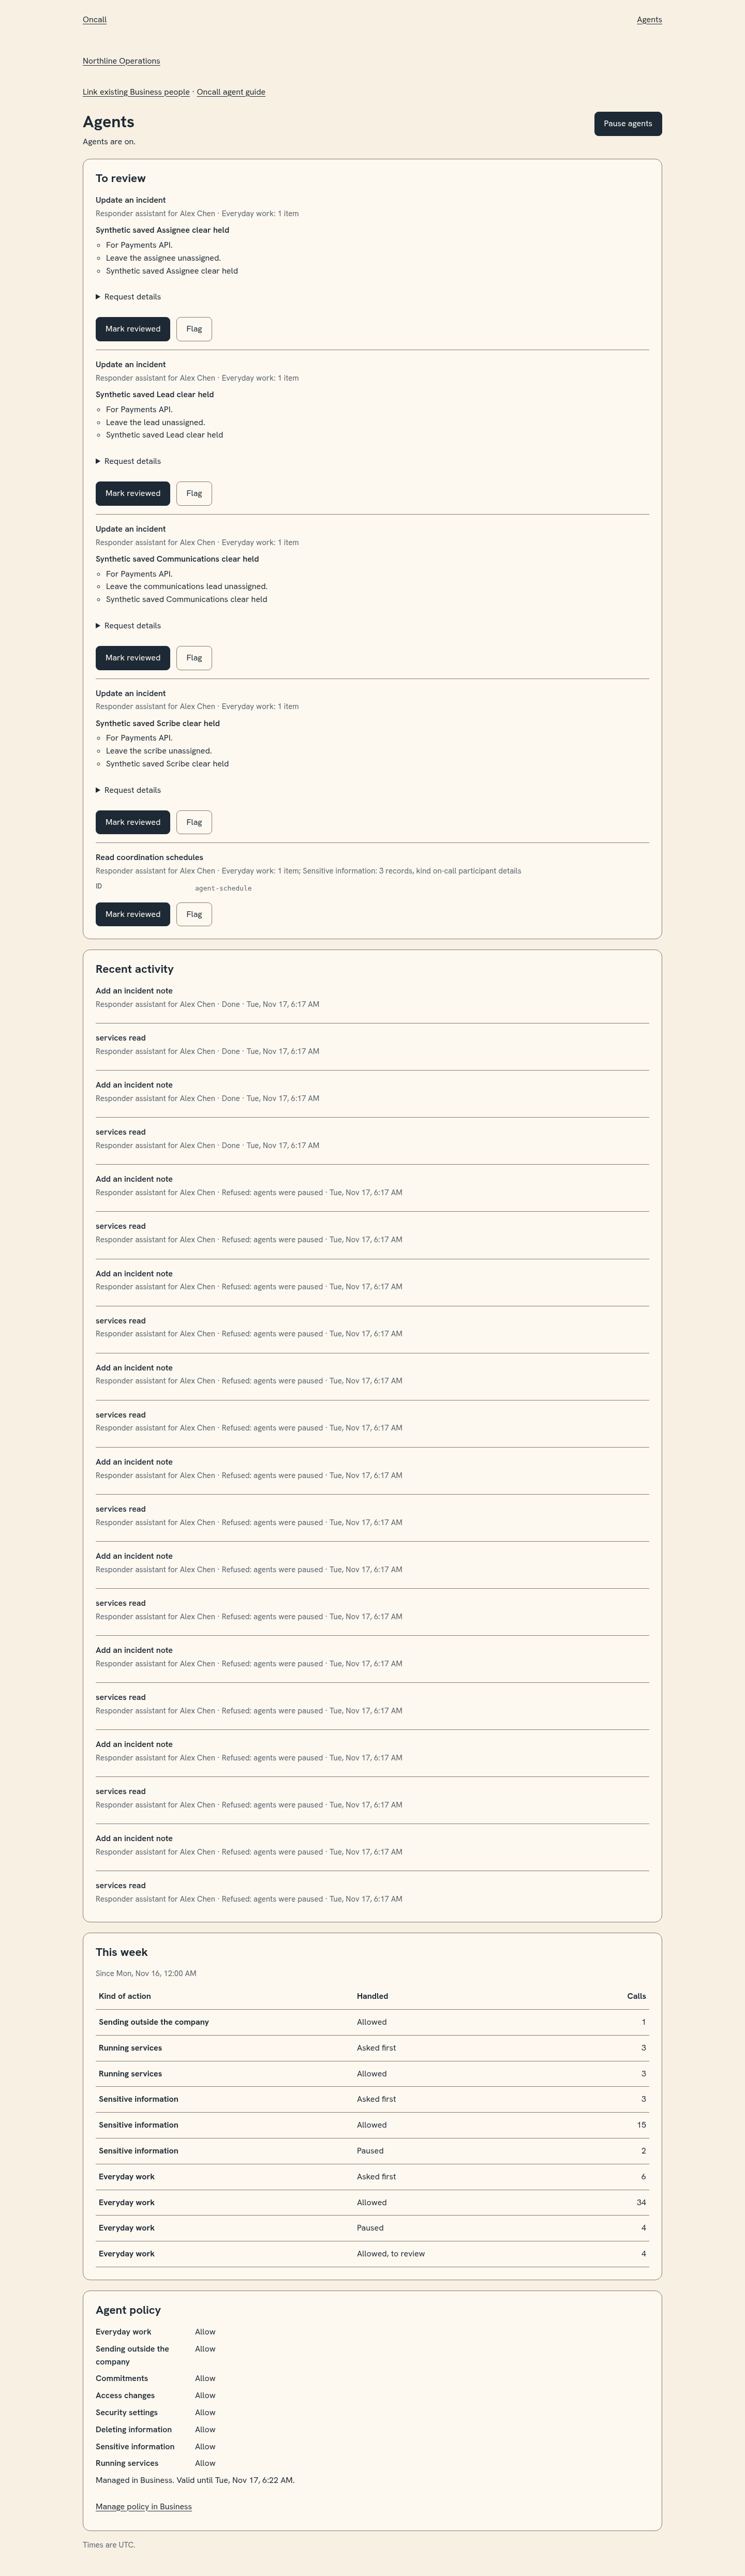 Oncall
Agents
Northline Operations
Link existing Business people · Oncall agent guide
Agents
Pause agents
Agents are on.
To review
Update an incident
Responder assistant for Alex Chen · Everyday work: 1 item
Synthetic saved Assignee clear held
For Payments API.
Leave the assignee unassigned.
Synthetic saved Assignee clear held
Request details
Mark reviewed
Flag
Update an incident
Responder assistant for Alex Chen · Everyday work: 1 item
Synthetic saved Lead clear held
For Payments API.
Leave the lead unassigned.
Synthetic saved Lead clear held
Request details
Mark reviewed
Flag
Update an incident
Responder assistant for Alex Chen · Everyday work: 1 item
Synthetic saved Communications clear held
For Payments API.
Leave the communications lead unassigned.
Synthetic saved Communications clear held
Request details
Mark reviewed
Flag
Update an incident
Responder assistant for Alex Chen · Everyday work: 1 item
Synthetic saved Scribe clear held
For Payments API.
Leave the scribe unassigned.
Synthetic saved Scribe clear held
Request details
Mark reviewed
Flag
Read coordination schedules
Responder assistant for Alex Chen · Everyday work: 1 item; Sensitive information: 3 records, kind on-call participant details
ID agent-schedule
Mark reviewed
Flag
Recent activity
Add an incident note
Responder assistant for Alex Chen · Done · Tue, Nov 17, 6:17 AM
services read
Responder assistant for Alex Chen · Done · Tue, Nov 17, 6:17 AM
Add an incident note
Responder assistant for Alex Chen · Done · Tue, Nov 17, 6:17 AM
services read
Responder assistant for Alex Chen · Done · Tue, Nov 17, 6:17 AM
Add an incident note
Responder assistant for Alex Chen · Refused: agents were paused · Tue, Nov 17, 6:17 AM
services read
Responder assistant for Alex Chen · Refused: agents were paused · Tue, Nov 17, 6:17 AM
Add an incident note
Responder assistant for Alex Chen · Refused: agents were paused · Tue, Nov 17, 6:17 AM
services read
Responder assistant for Alex Chen · Refused: agents were paused · Tue, Nov 17, 6:17 AM
Add an incident note
Responder assistant for Alex Chen · Refused: agents were paused · Tue, Nov 17, 6:17 AM
services read
Responder assistant for Alex Chen · Refused: agents were paused · Tue, Nov 17, 6:17 AM
Add an incident note
Responder assistant for Alex Chen · Refused: agents were paused · Tue, Nov 17, 6:17 AM
services read
Responder assistant for Alex Chen · Refused: agents were paused · Tue, Nov 17, 6:17 AM
Add an incident note
Responder assistant for Alex Chen · Refused: agents were paused · Tue, Nov 17, 6:17 AM
services read
Responder assistant for Alex Chen · Refused: agents were paused · Tue, Nov 17, 6:17 AM
Add an incident note
Responder assistant for Alex Chen · Refused: agents were paused · Tue, Nov 17, 6:17 AM
services read
Responder assistant for Alex Chen · Refused: agents were paused · Tue, Nov 17, 6:17 AM
Add an incident note
Responder assistant for Alex Chen · Refused: agents were paused · Tue, Nov 17, 6:17 AM
services read
Responder assistant for Alex Chen · Refused: agents were paused · Tue, Nov 17, 6:17 AM
Add an incident note
Responder assistant for Alex Chen · Refused: agents were paused · Tue, Nov 17, 6:17 AM
services read
Responder assistant for Alex Chen · Refused: agents were paused · Tue, Nov 17, 6:17 AM
This week
Since Mon, Nov 16, 12:00 AM
Kind of action Handled Calls
Sending outside the company Allowed 1
Running services Asked first 3
Running services Allowed 3
Sensitive information Asked first 3
Sensitive information Allowed 15
Sensitive information Paused 2
Everyday work Asked first 6
Everyday work Allowed 34
Everyday work Paused 4
Everyday work Allowed, to review 4
Agent policy
Everyday work Allow
Sending outside the company Allow
Commitments Allow
Access changes Allow
Security settings Allow
Deleting information Allow
Sensitive information Allow
Running services Allow
Managed in Business. Valid until Tue, Nov 17, 6:22 AM.
Manage policy in Business
Times are UTC.